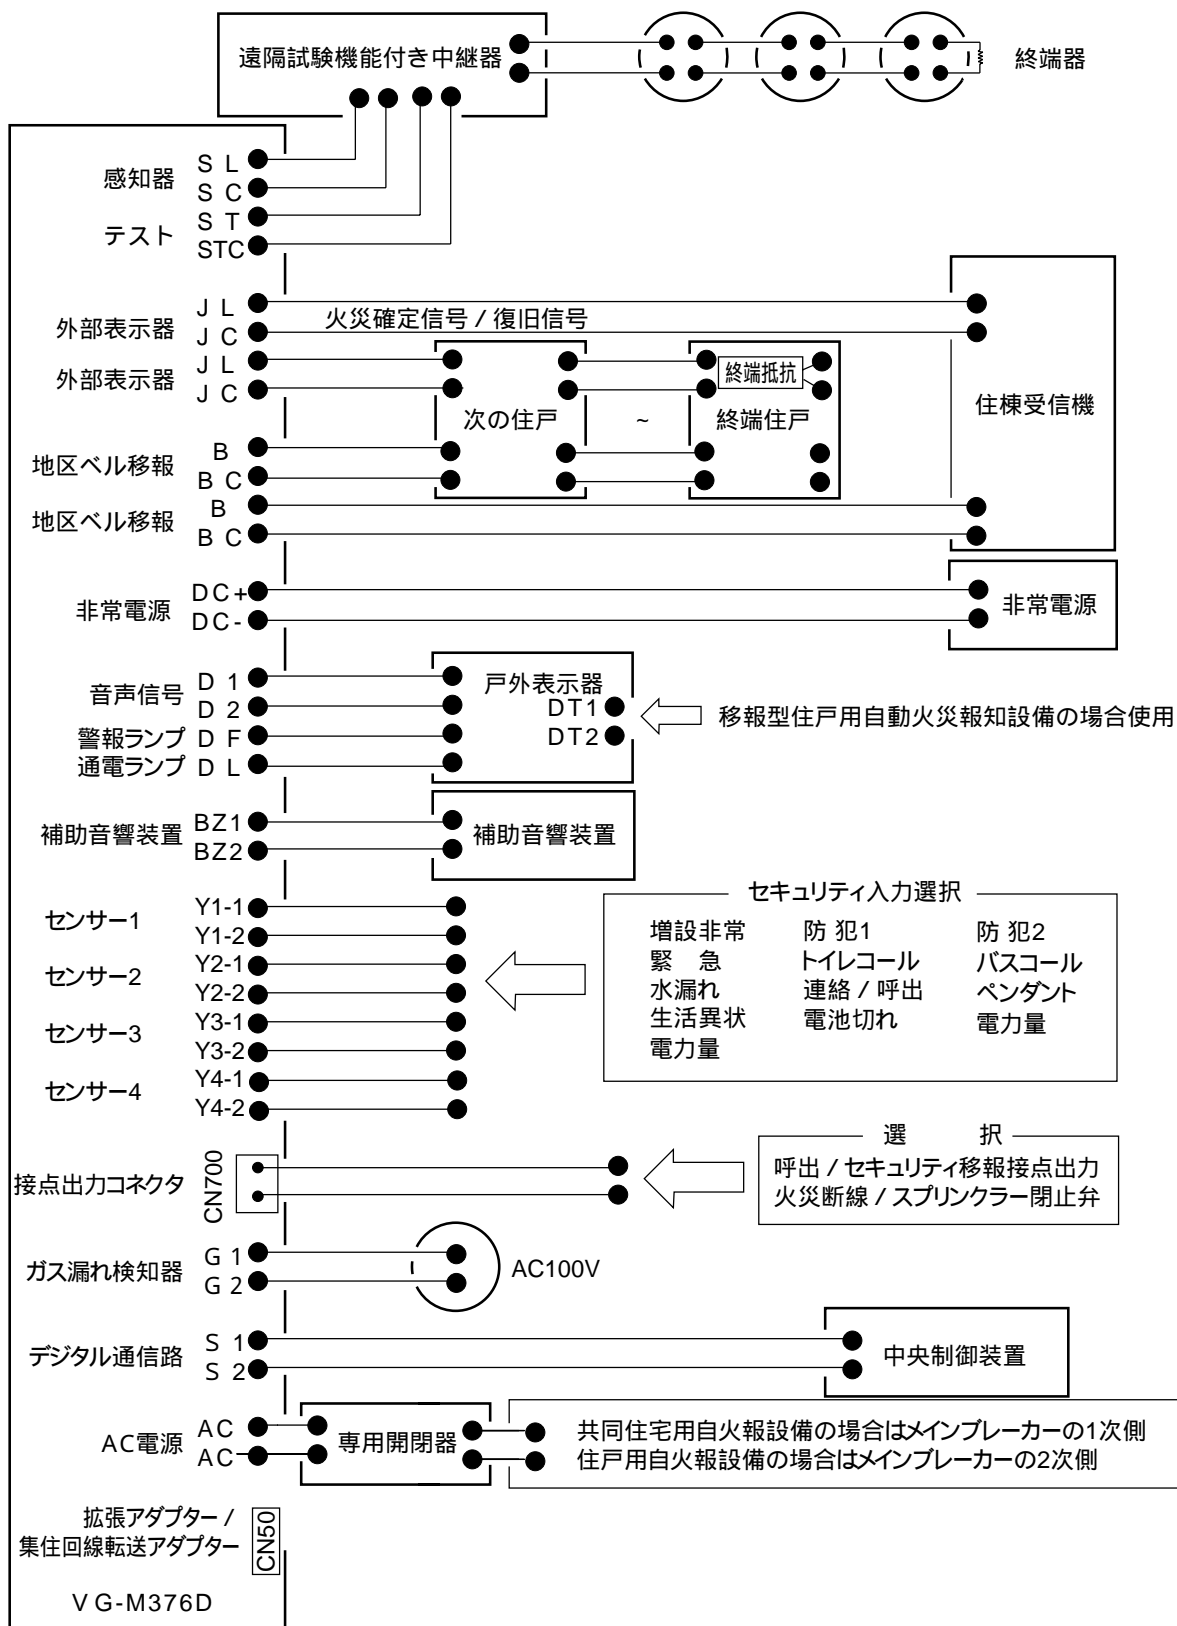 遠隔試験機能付き中継器
終端器
感知器
S L
S C
テスト
S T
STC
外部表示器
J L
J C
火災確定信号 / 復旧信号
外部表示器
J L
J C
次の住戸
~
終端抵抗
終端住戸
住棟受信機
地区ベル移報
B
B C
地区ベル移報
B
B C
非常電源
DC+
DC-
非常電源
音声信号
D 1
D 2
警報ランプ D F
通電ランプ D L
戸外表示器
DT1
DT2
移報型住戸用自動火災報知設備の場合使用
補助音響装置
BZ1
BZ2
補助音響装置
センサー1
Y1-1
Y1-2
センサー2
Y2-1
Y2-2
センサー3
Y3-1
Y3-2
センサー4
Y4-1
Y4-2
セキュリティ入力選択
増設非常 防 犯1 防 犯2
緊 急 トイレコール バスコール
水漏れ 連絡 / 呼出 ペンダント
生活異状 電池切れ 電力量
電力量
接点出力コネクタ
CN700
選 択
呼出 / セキュリティ移報接点出力
火災断線 / スプリンクラー閉止弁
ガス漏れ検知器
G 1
G 2
AC100V
デジタル通信路
S 1
S 2
中央制御装置
AC電源
AC
AC
専用開閉器
共同住宅用自火報設備の場合はメインブレーカーの1次側
住戸用自火報設備の場合はメインブレーカーの2次側
拡張アダプター /
集住回線転送アダプター
CN50
VG-M376D